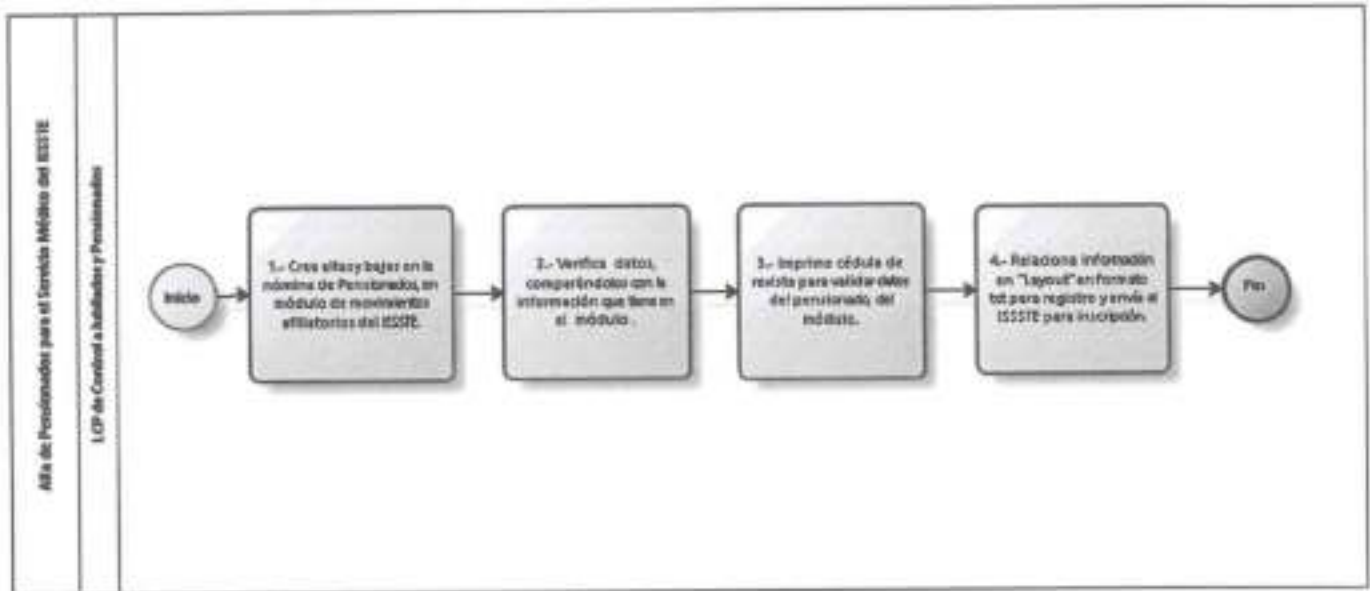 Alta de Pensionados para el Servicio Médico del ISSSTE
LCP de Control a Jubilados y Pensionados
Inicio
1.- Crea altas y bajas en la
nómina de Pensionados, en
módulo de movimientos
afiliatorios del ISSSTE.
2.- Verifica datos,
comparándolos con la
información que tiene en
el módulo .
3.- Imprime cédula de
revista para validar datos
del pensionado, del
módulo.
4.- Relaciona información
en "Layout" en formato
txt para registro y envía al
ISSSTE para inscripción.
Fin